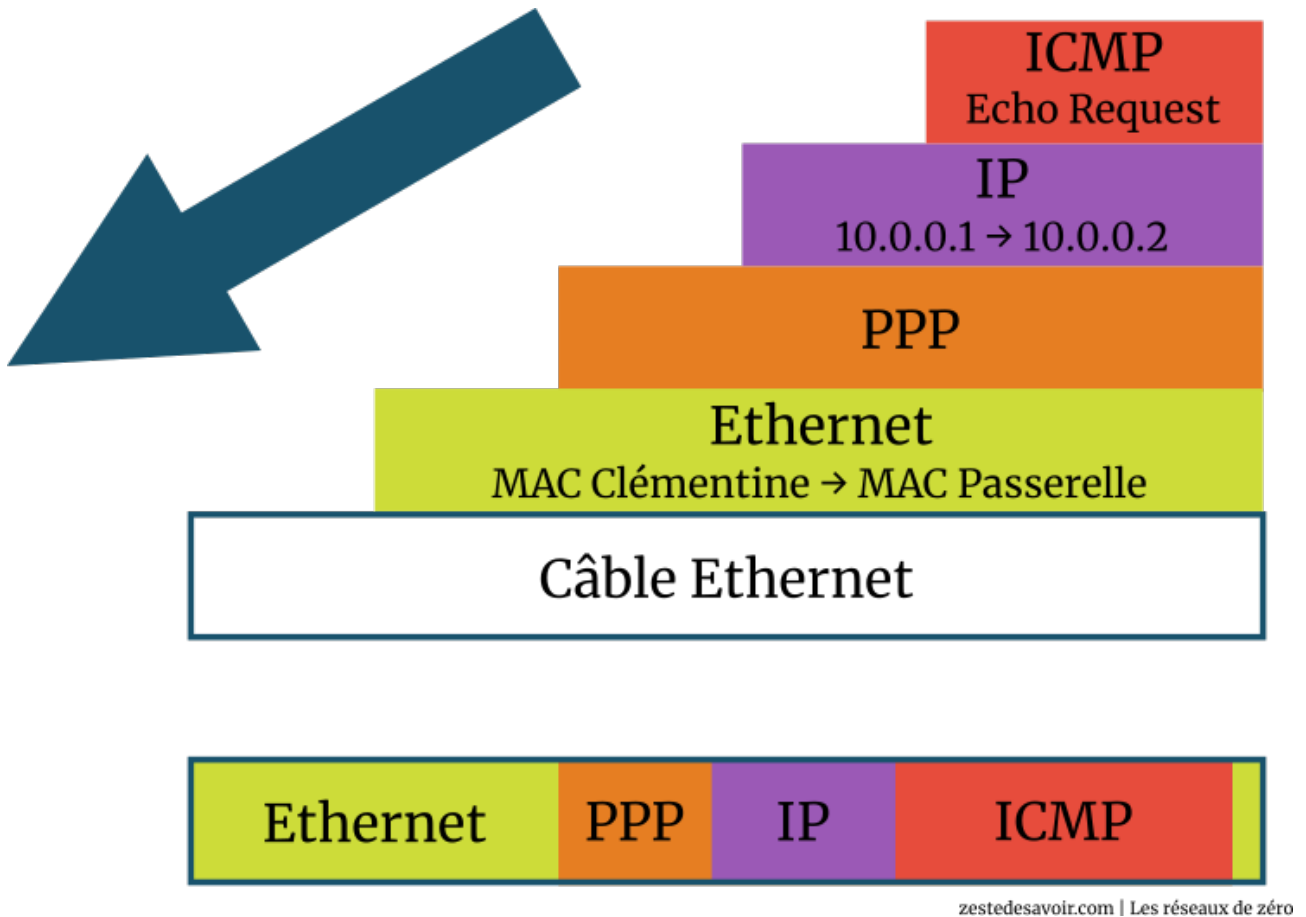 ICMP
Echo Request
IP
10.0.0.1 → 10.0.0.2
PPP
Ethernet
MAC Clémentine → MAC Passerelle
Câble Ethernet
Ethernet PPP IP ICMP
zestedesavoir.com | Les réseaux de zéro